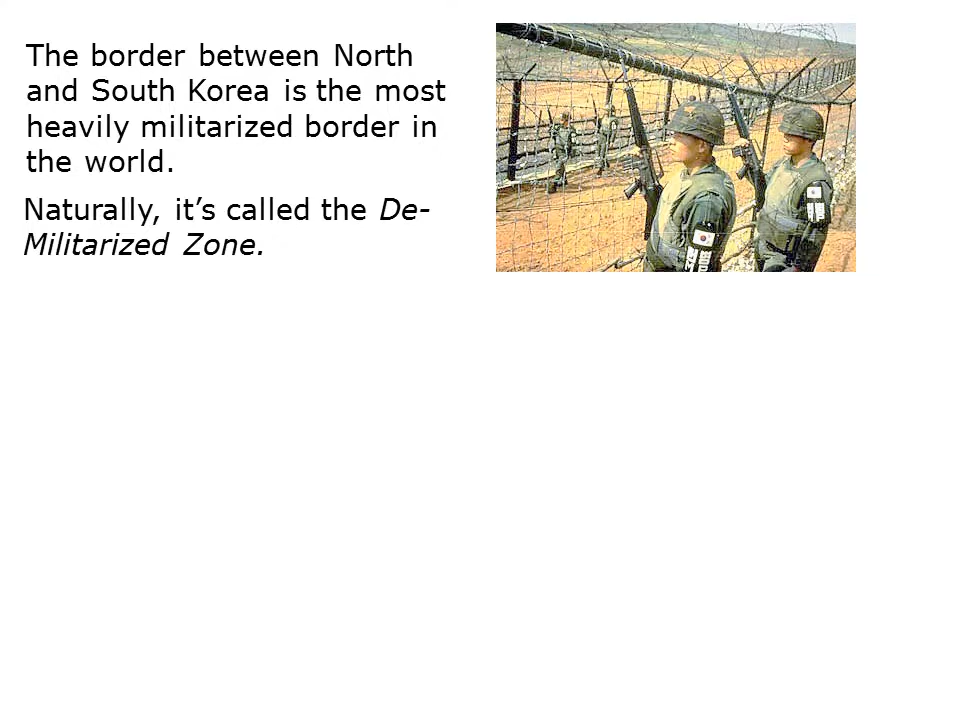 The border between North
and South Korea is the most
heavily militarized border in
the world.
Naturally, it’s called the De-
Militarized Zone.